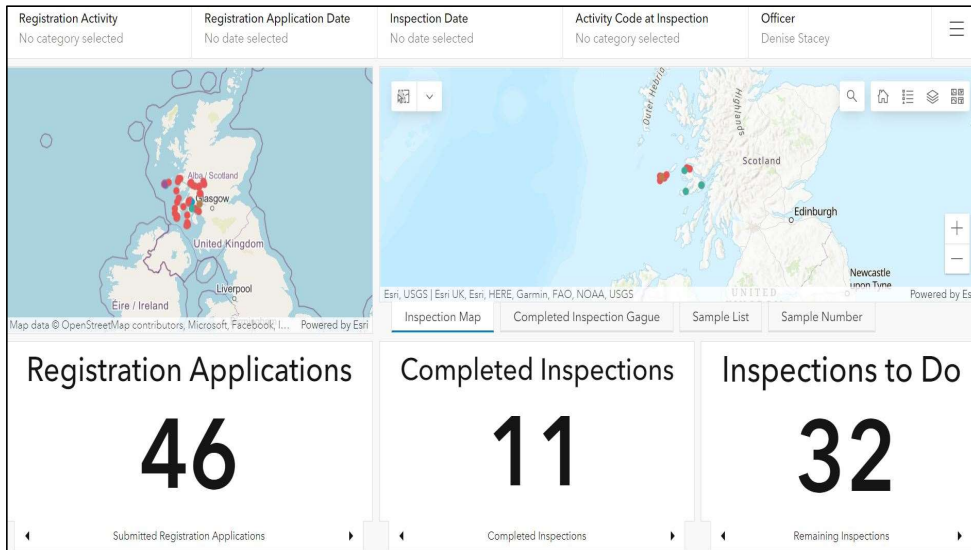 Registration Activity
No category selected
Registration Application Date
No date selected
Inspection Date
No date selected
Activity Code at Inspection
No category selected
Officer
Denise Stacey
Alba / Scotland
Glasgow
United Kingdom
Liverpool
Éire / Ireland
Map data © OpenStreetMap contributors, Microsoft, Facebook, I... Powered by Esri
Outer Hebrid
Highlands
Scotland
Edinburgh
Newcastle
upon Tyne
UNITED
Esri, USGS | Esri UK, Esri, HERE, Garmin, FAO, NOAA, USGS
Powered by Es
Inspection Map
Completed Inspection Gague
Sample List
Sample Number
Registration Applications
46
Submitted Registration Applications
Completed Inspections
11
Completed Inspections
Inspections to Do
32
Remaining Inspections